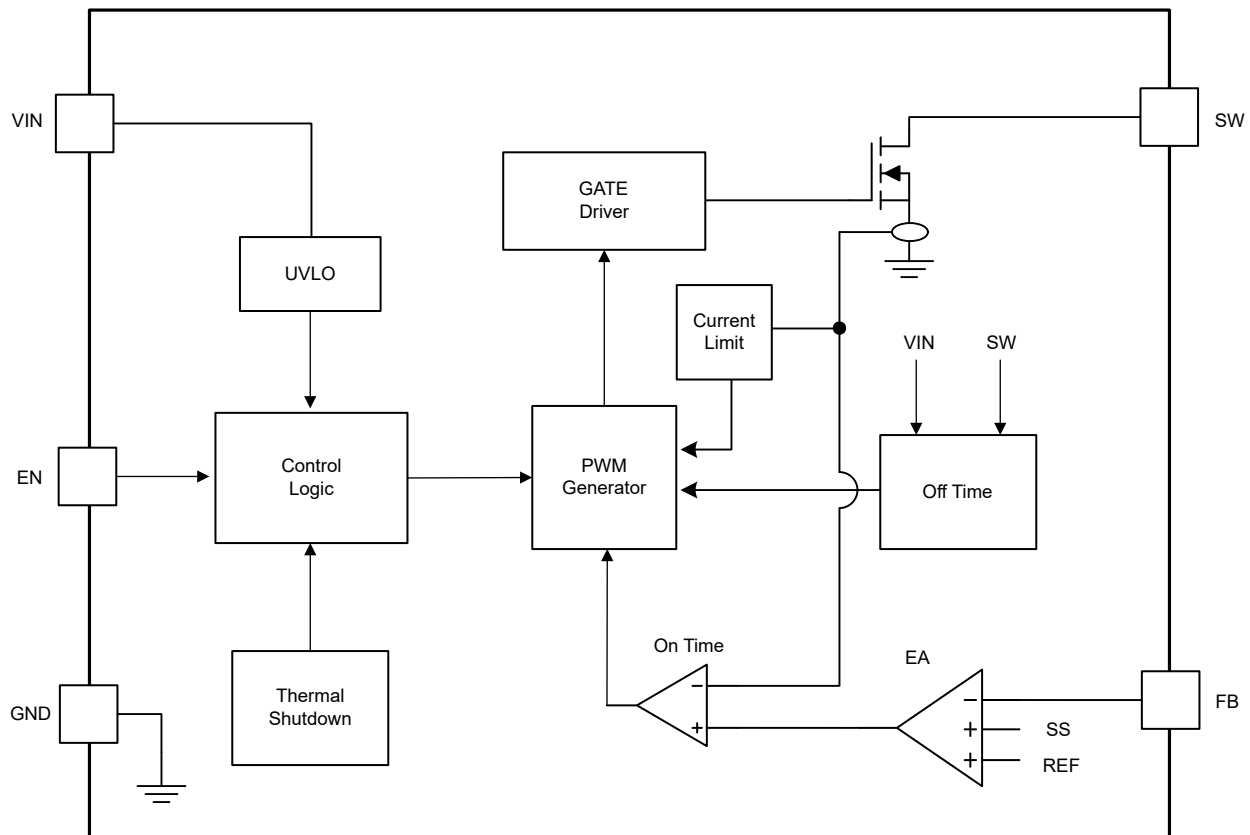 VIN
SW
GATE
Driver
UVLO
Current
Limit
VIN
SW
EN
Control
Logic
PWM
Generator
Off Time
On Time
EA
Thermal
Shutdown
GND
−
+
−
+
+
SS
REF
FB